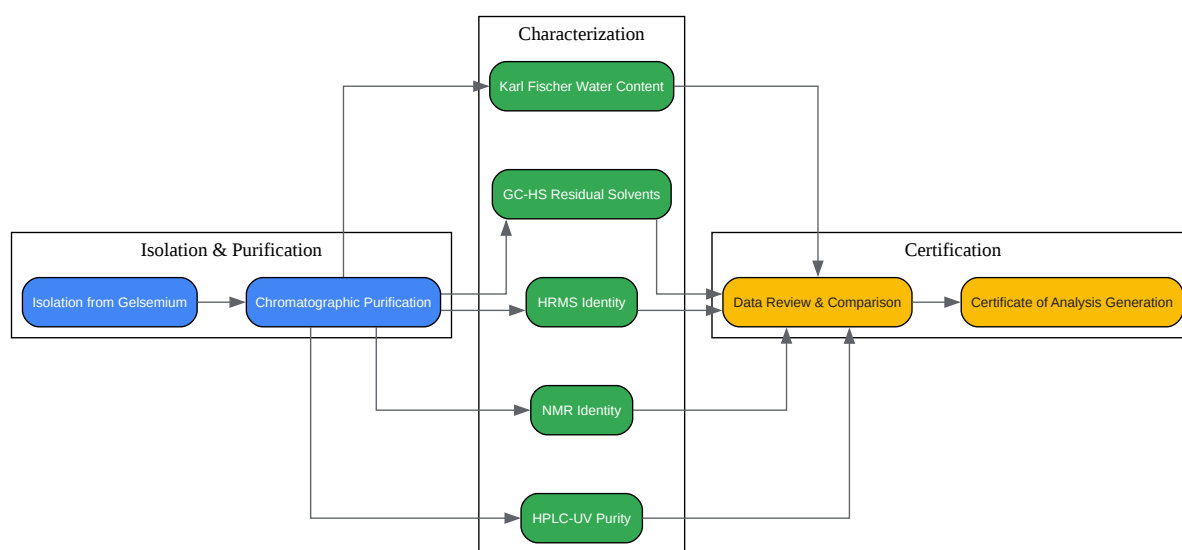 Characterization
Karl Fischer Water Content
GC-HS Residual Solvents
Isolation & Purification
Isolation from Gelsemium
Chromatographic Purification
HRMS Identity
NMR Identity
HPLC-UV Purity
Certification
Data Review & Comparison
Certificate of Analysis Generation